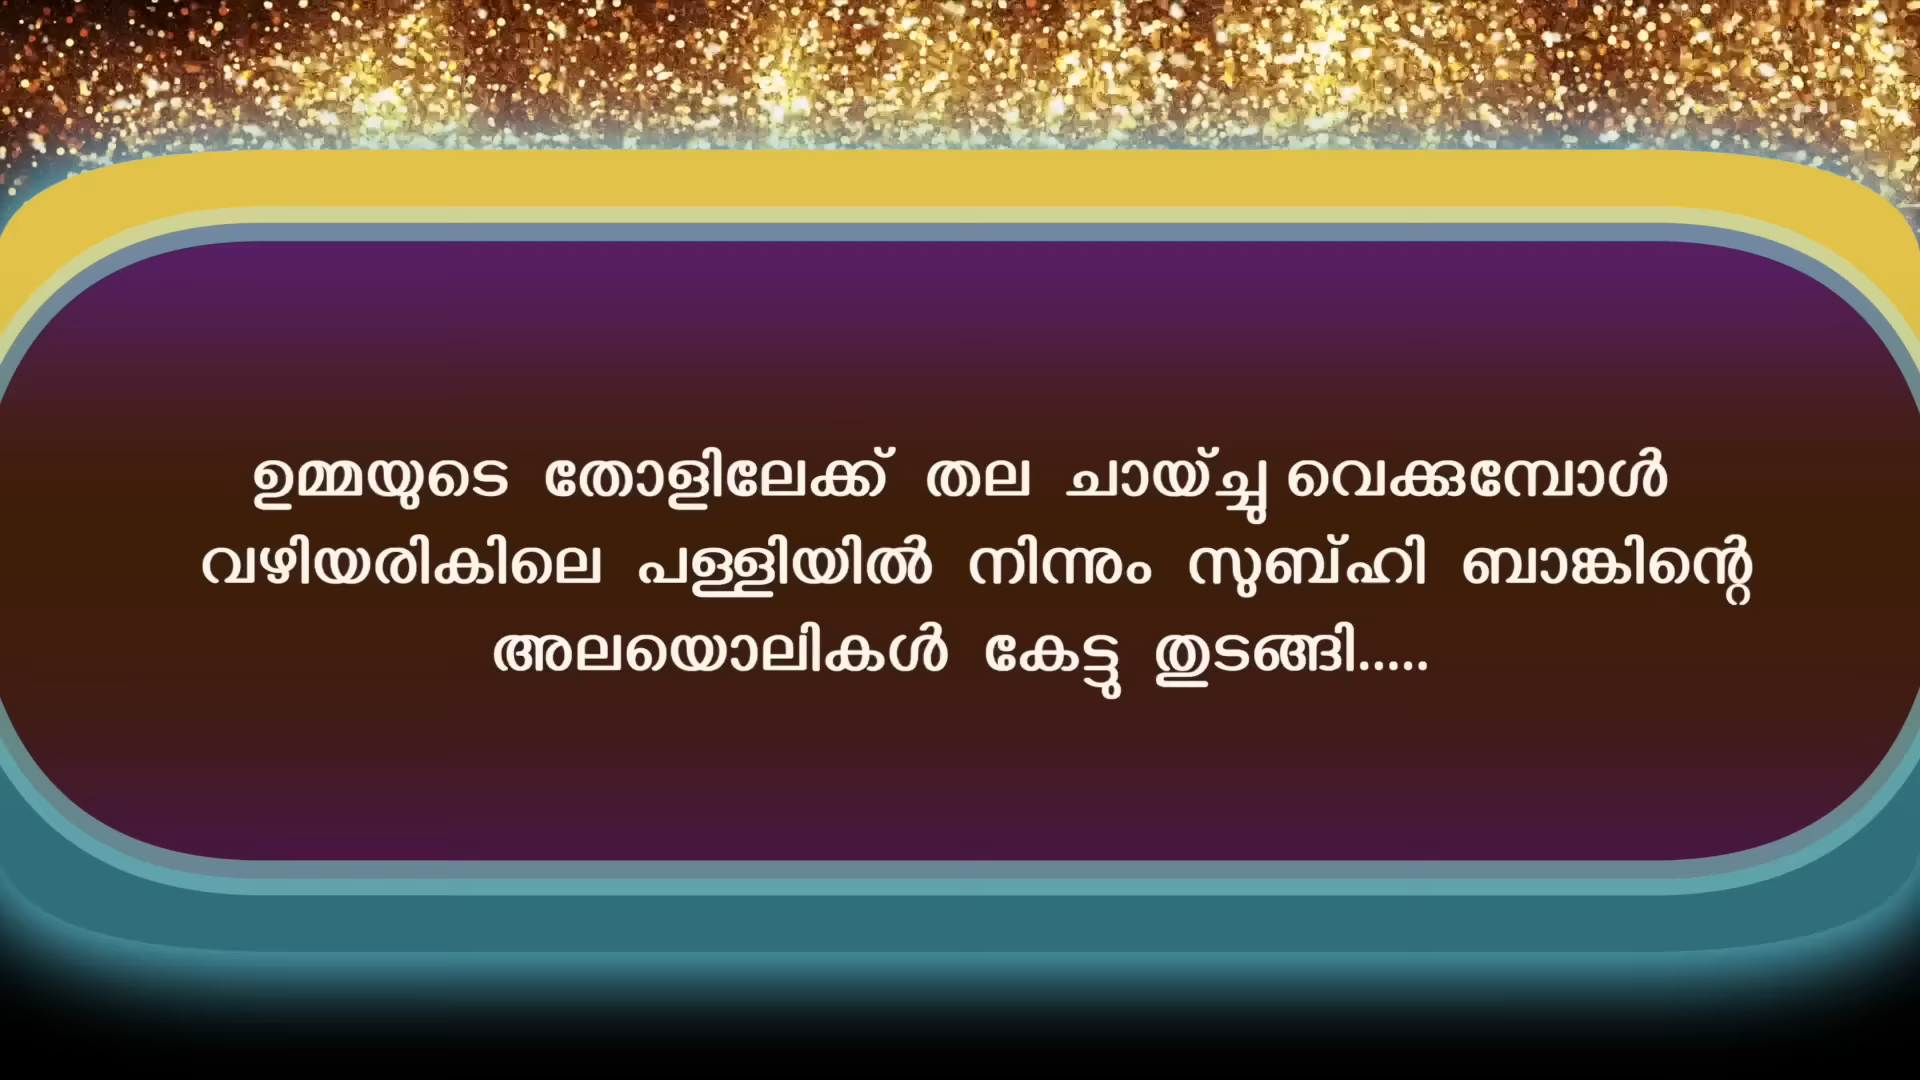 ഉമ്മയുടെ തോളിലേക്ക് തല ചായ്ച്ചു വെക്കുമ്പോൾ
വഴിയരികിലെ പള്ളിയിൽ നിന്നും സുബ്ഹി ബാങ്കിന്റെ
അലയൊലികൾ കേട്ടു തുടങ്ങി.....